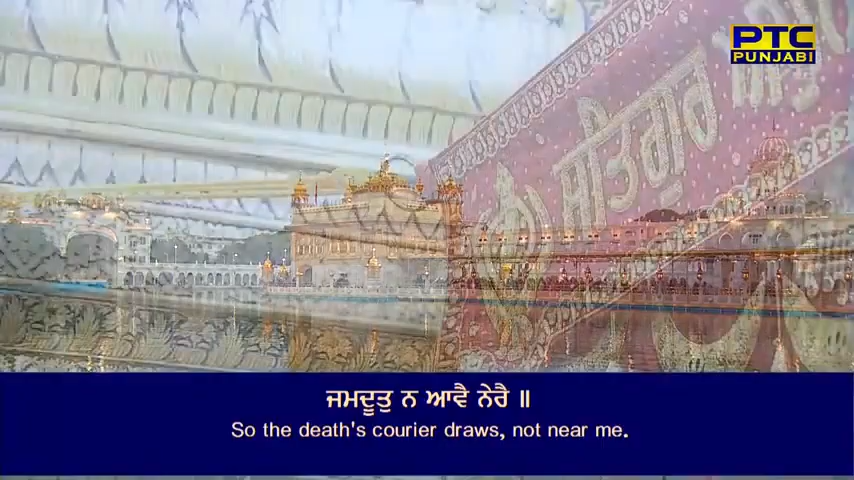 PTC
PUNJABI
ਸਤਿਗੁਰ
ਜਮਦੂਤੁ ਨ ਆਵੈ ਨੇਰੈ ॥
So the death's courier draws, not near me.